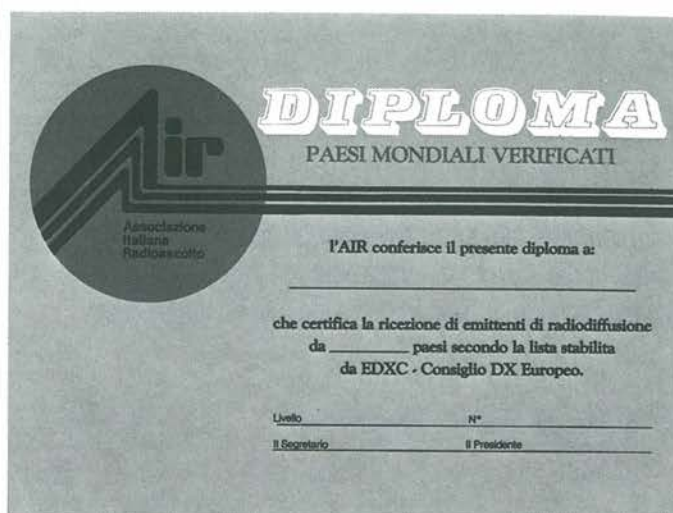 Air
Associazione
Italiana
Radioascolto
DIPLOMA
PAESI MONDIALI VERIFICATI
l'AIR conferisce il presente diploma a:
che certifica la ricezione di emittenti di radiodiffusione
da ________ paesi secondo la lista stabilita
da EDXC - Consiglio DX Europeo.
Livello N°
Il Segretario Il Presidente